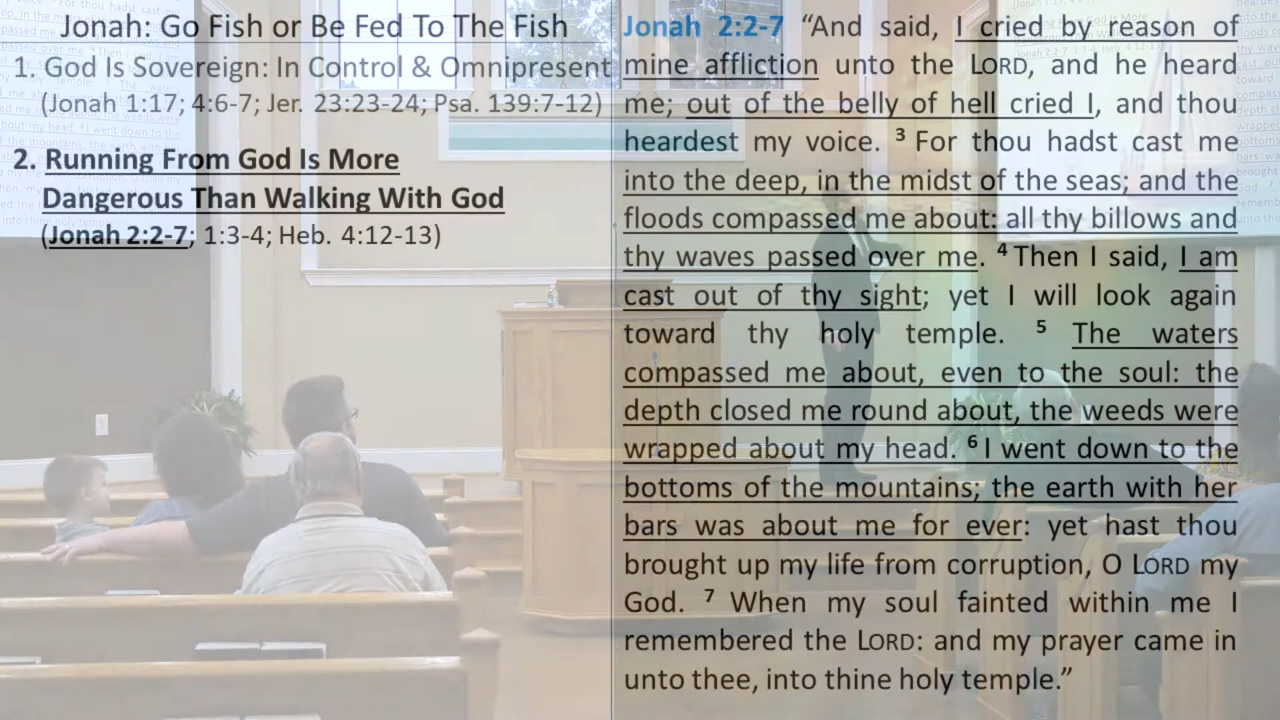 Jonah: Go Fish or Be Fed To The Fish
1. God Is Sovereign: In Control & Omnipresent
(Jonah 1:17; 4:6-7; Jer. 23:23-24; Psa. 139:7-12)
2. Running From God Is More
Dangerous Than Walking With God
(Jonah 2:2-7; 1:3-4; Heb. 4:12-13)
Jonah 2:2-7 “And said, I cried by reason of
mine affliction unto the LORD, and he heard
me; out of the belly of hell cried I, and thou
heardest my voice. 3 For thou hadst cast me
into the deep, in the midst of the seas; and the
floods compassed me about: all thy billows and
thy waves passed over me. 4 Then I said, I am
cast out of thy sight; yet I will look again
toward thy holy temple. 5 The waters
compassed me about, even to the soul: the
depth closed me round about, the weeds were
wrapped about my head. 6 I went down to the
bottoms of the mountains; the earth with her
bars was about me for ever: yet hast thou
brought up my life from corruption, O LORD my
God. 7 When my soul fainted within me I
remembered the LORD: and my prayer came in
unto thee, into thine holy temple.”